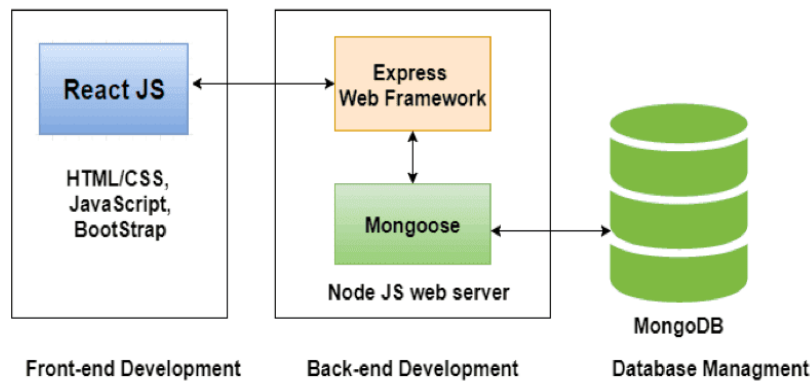 React JS
HTML/CSS,
JavaScript,
BootStrap
Express
Web Framework
Mongoose
Node JS web server
MongoDB
Front-end Development
Back-end Development
Database Managment